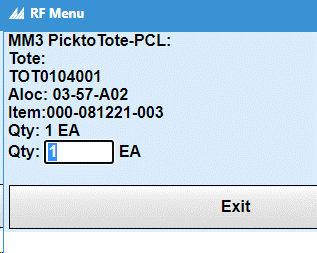 RF Menu
MM3 PicktoTote-PCL:
Tote:
TOT0104001
Aloc: 03-57-A02
Item:000-081221-003
Qty: 1 EA
Qty: 1 EA
Exit